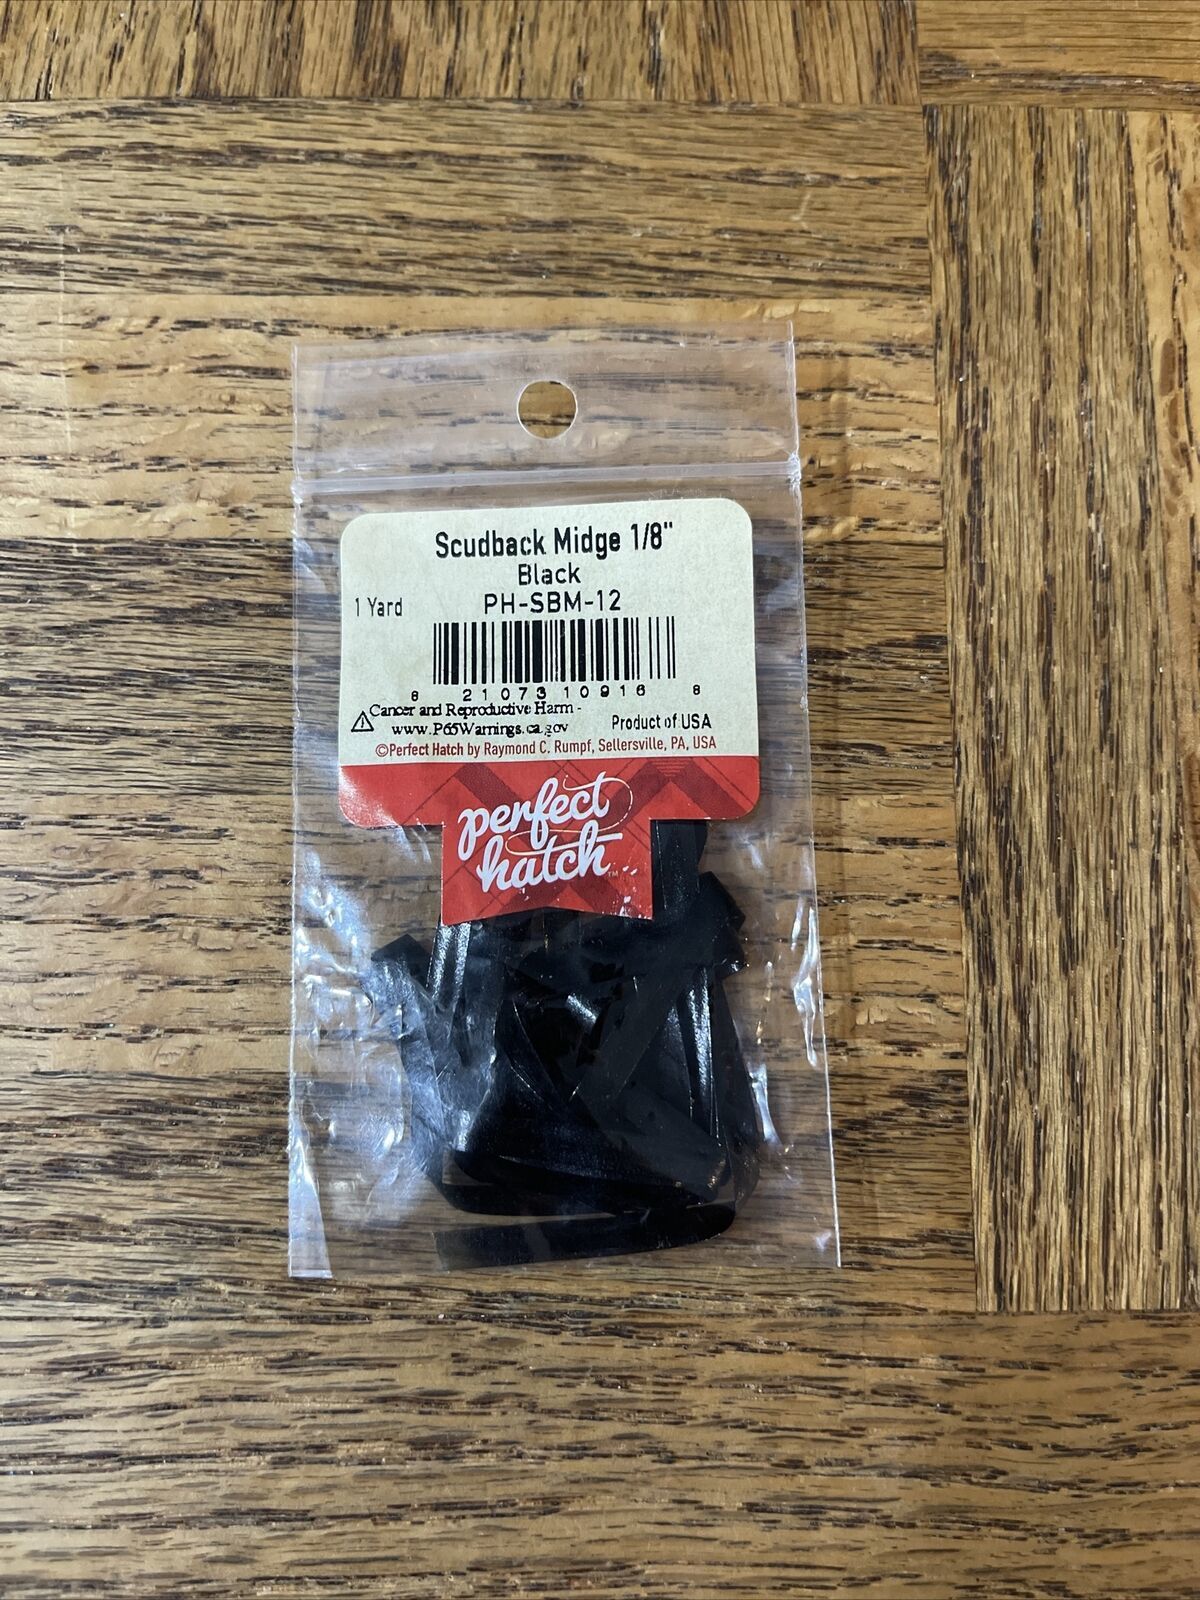 Scudback Midge 1/8"
Black
1 Yard PH-SBM-12
8 21073 10916 8
⚠ Cancer and Reproductive Harm -
www.P65Warnings.ca.gov Product of USA
©Perfect Hatch by Raymond C. Rumpf, Sellersville, PA, USA
perfect
hatch™